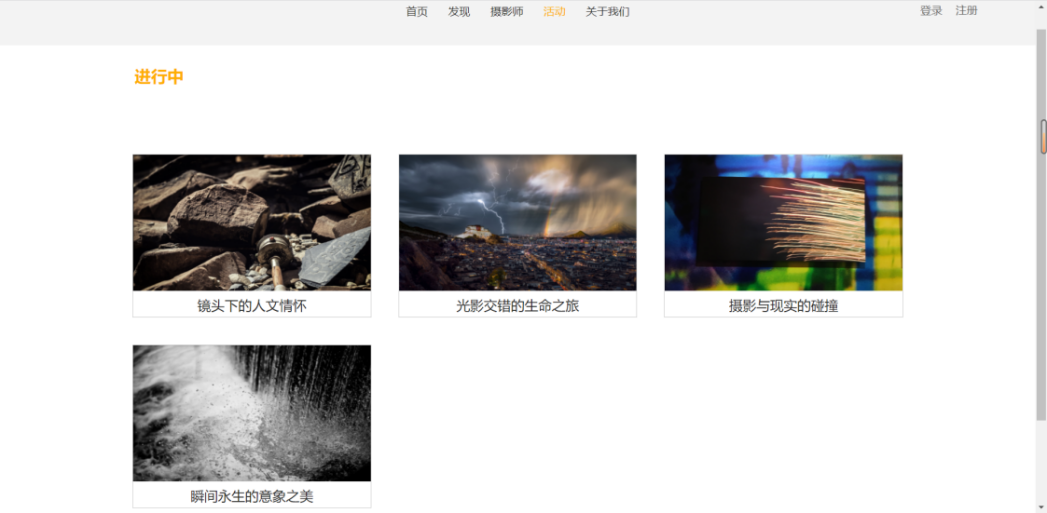 首页 发现 摄影师 活动 关于我们 登录 注册
进行中
镜头下的人文情怀 光影交错的生命之旅 摄影与现实的碰撞
瞬间永生的意象之美